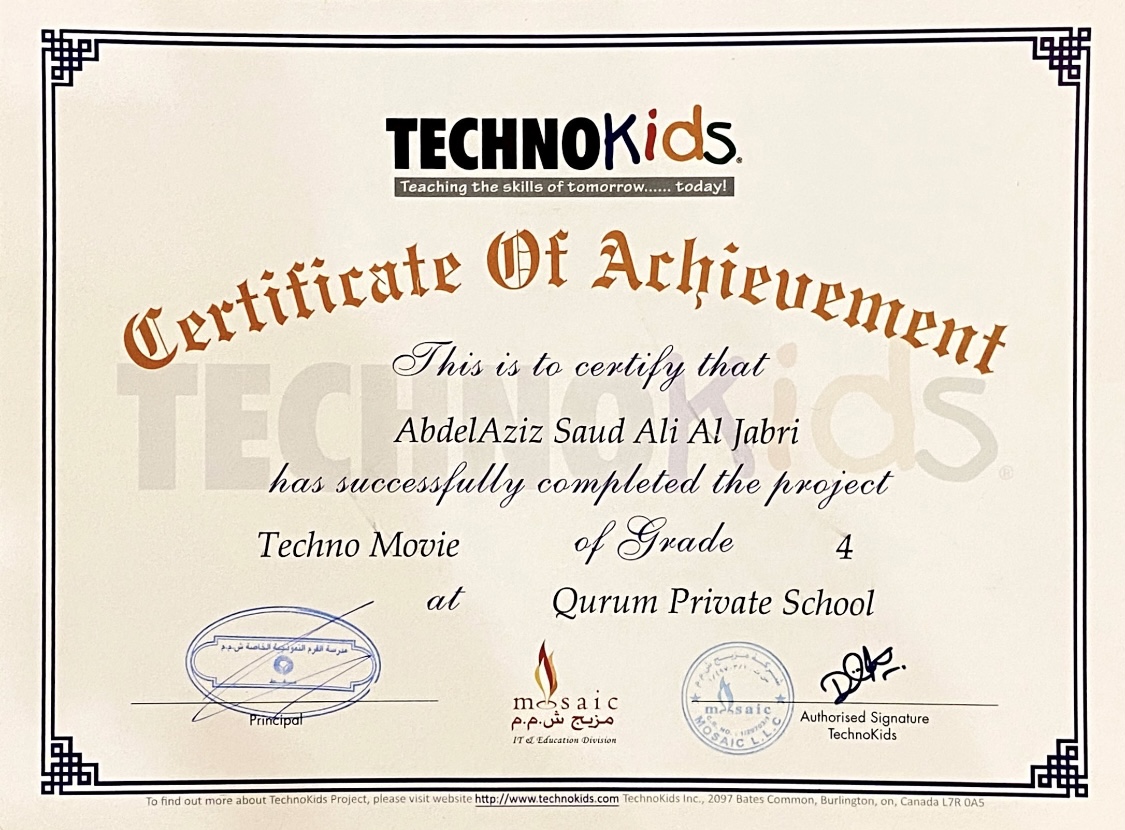 TECHNOKids®
Teaching the skills of tomorrow...... today!
Certificate Of Achievement
This is to certify that
TECHNOKids®
AbdelAziz Saud Ali Al Jabri
has successfully completed the project
Techno Movie of Grade 4
at Qurum Private School
مدرسة القرم النموذجية الخاصة ش.م.م
Principal
mosaic
مزيج ش.م.م
IT & Education Division
شركة مزيج ش.م.م
mosaic
MOSAIC L.L.C
Authorised Signature
TechnoKids
To find out more about TechnoKids Project, please visit website http://www.technokids.com TechnoKids Inc., 2097 Bates Common, Burlington, on, Canada L7R 0A5